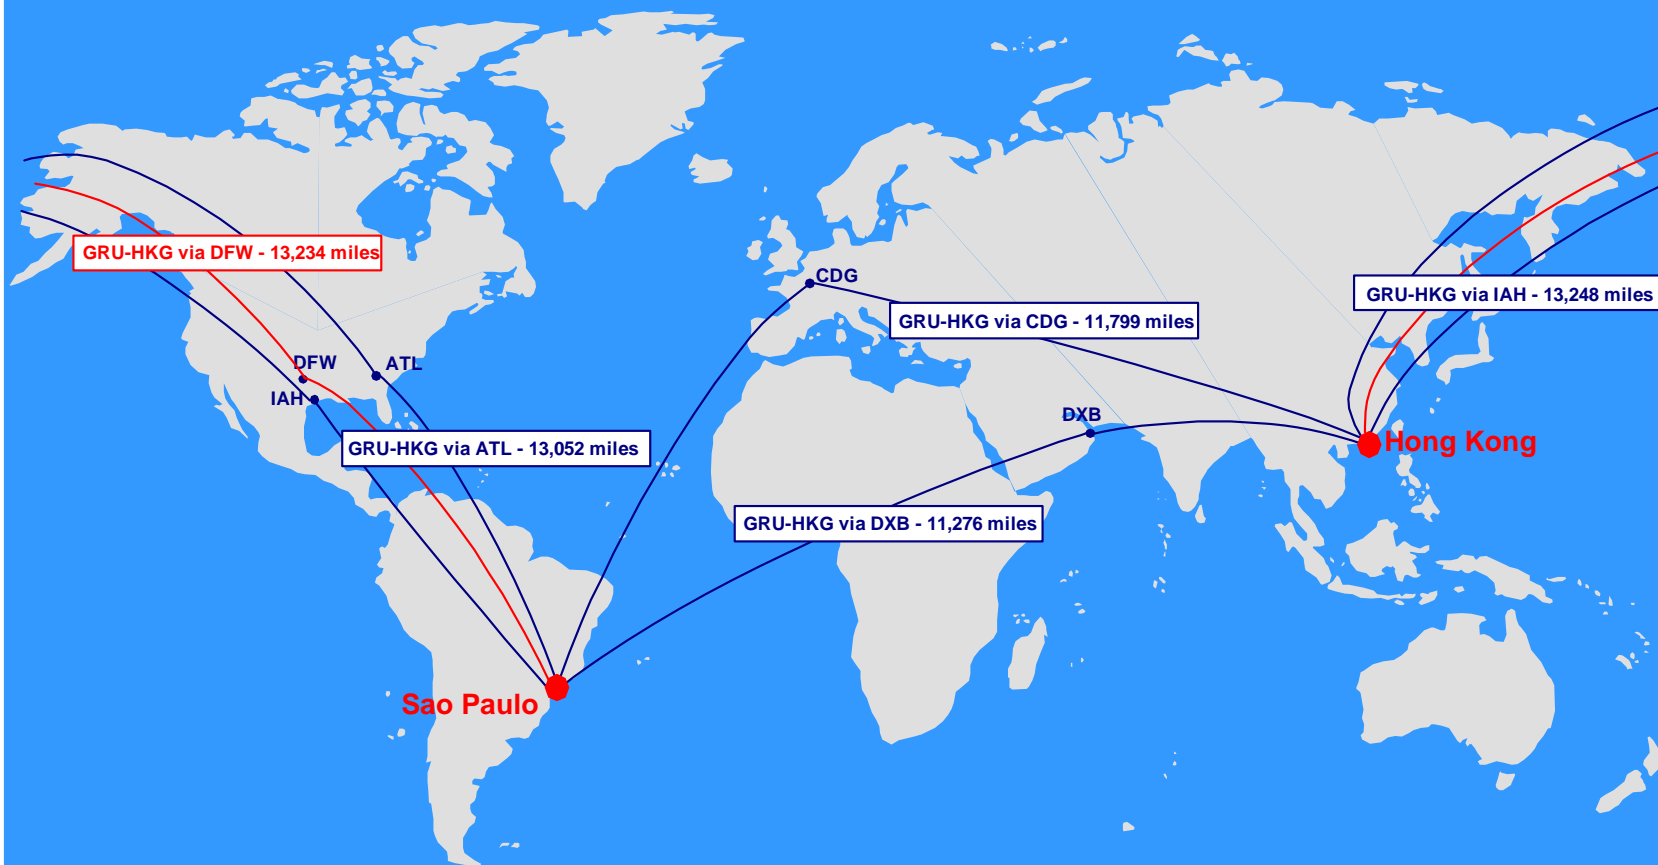 GRU-HKG via DFW - 13,234 miles
CDG
GRU-HKG via IAH - 13,248 miles
GRU-HKG via CDG - 11,799 miles
DFW
ATL
IAH
DXB
GRU-HKG via ATL - 13,052 miles
Hong Kong
GRU-HKG via DXB - 11,276 miles
Sao Paulo